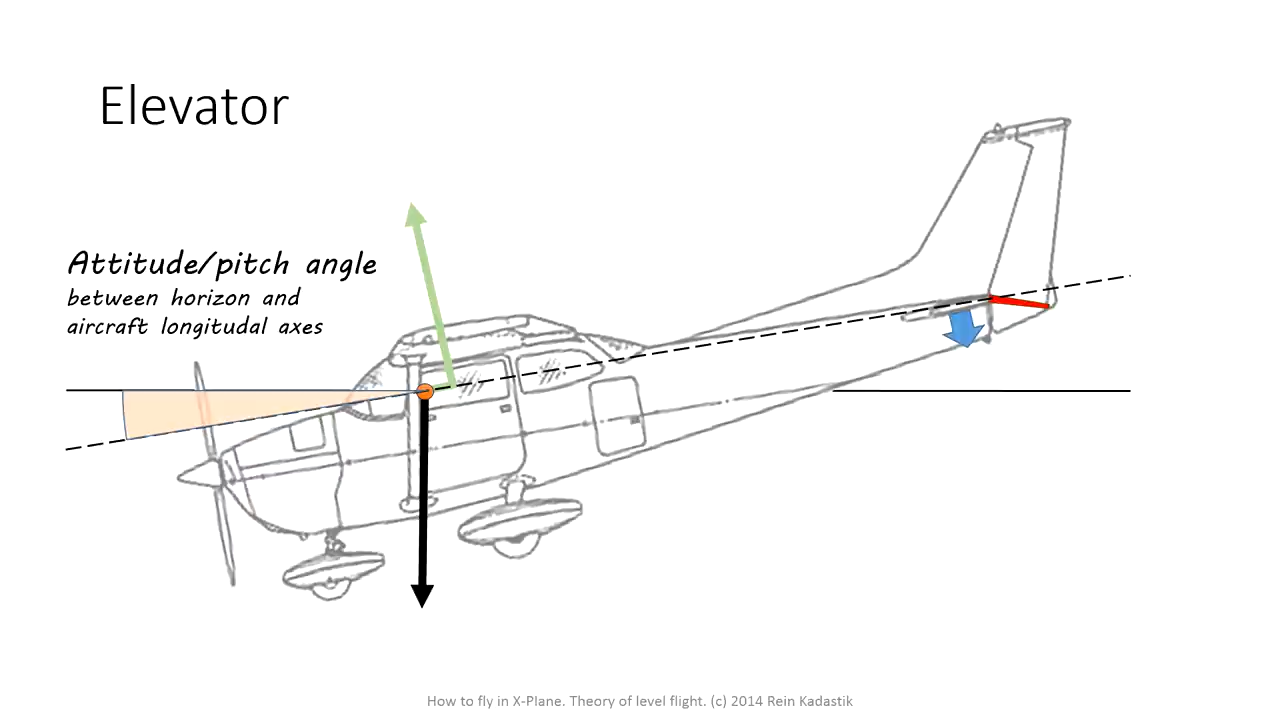 Elevator
Attitude/pitch angle
between horizon and
aircraft longitudal axes
How to fly in X-Plane. Theory of level flight. (c) 2014 Rein Kadastik